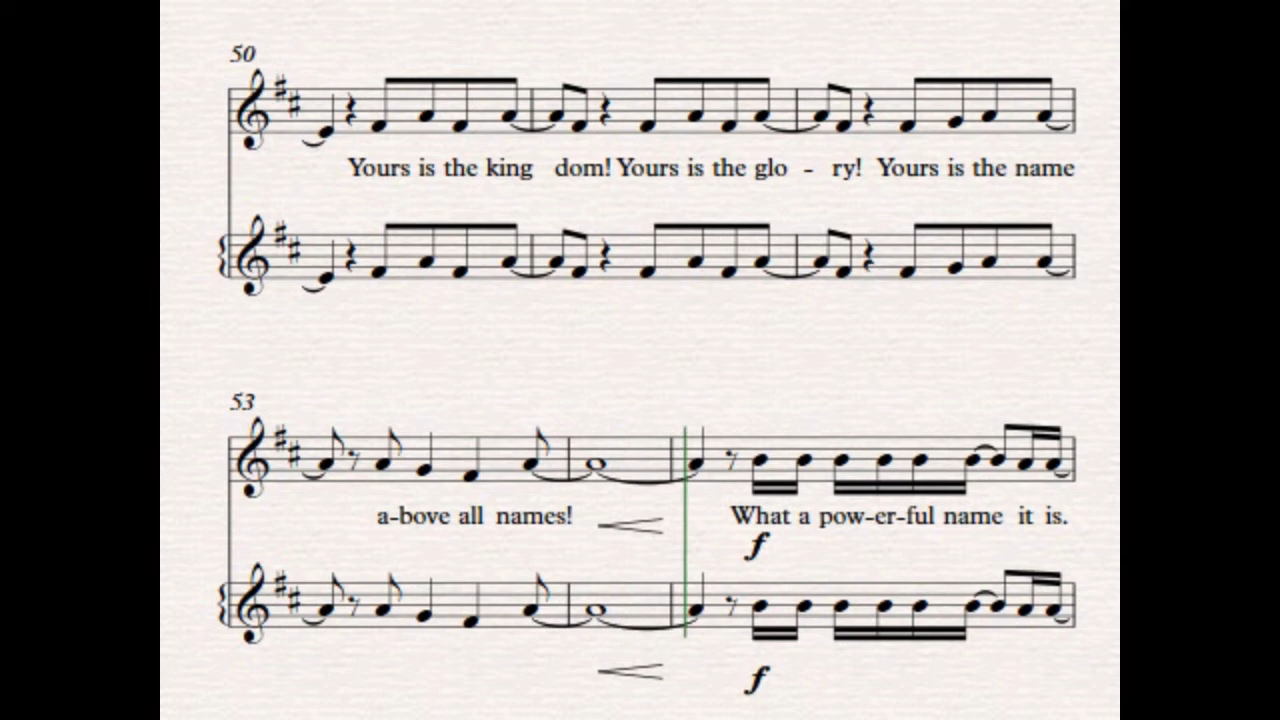 50
Yours is the king dom! Yours is the glo - ry! Yours is the name
53
a-bove all names! What a pow-er-ful name it is.
f
f